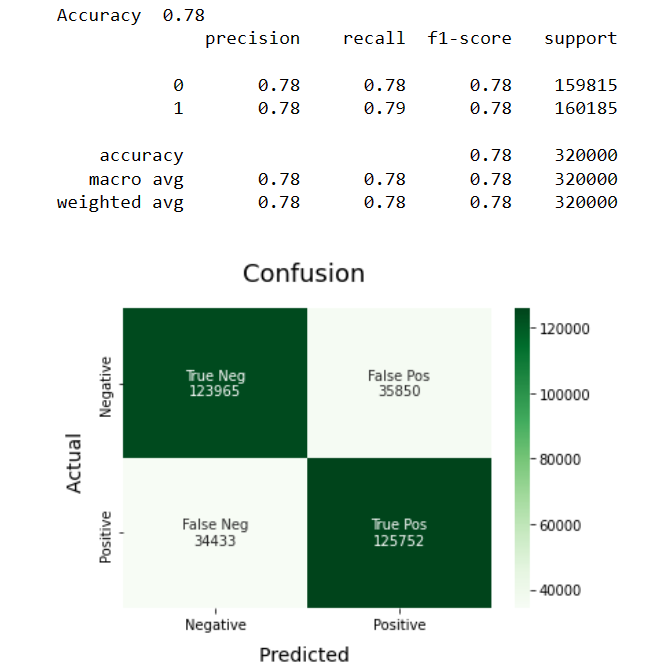 Accuracy  0.78
precision recall f1-score support
0 0.78 0.78 0.78 159815
1 0.78 0.79 0.78 160185
accuracy 0.78 320000
macro avg 0.78 0.78 0.78 320000
weighted avg 0.78 0.78 0.78 320000
Confusion
True Neg
123965
False Pos
35850
False Neg
34433
True Pos
125752
Actual
Negative
Positive
Negative
Positive
Predicted
120000
100000
80000
60000
40000